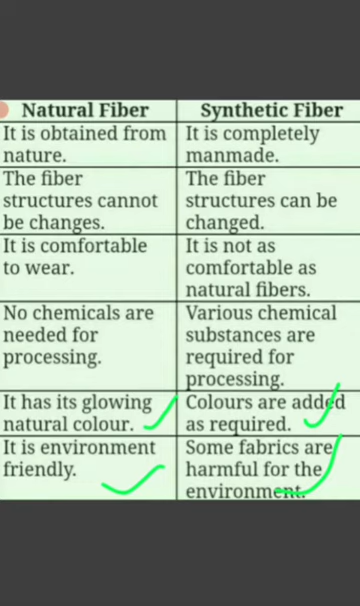 Natural Fiber
Synthetic Fiber
It is obtained from
nature.
It is completely
manmade.
The fiber
structures cannot
be changes.
The fiber
structures can be
changed.
It is comfortable
to wear.
It is not as
comfortable as
natural fibers.
No chemicals are
needed for
processing.
Various chemical
substances are
required for
processing.
It has its glowing
natural colour.
Colours are added
as required.
It is environment
friendly.
Some fabrics are
harmful for the
environment.